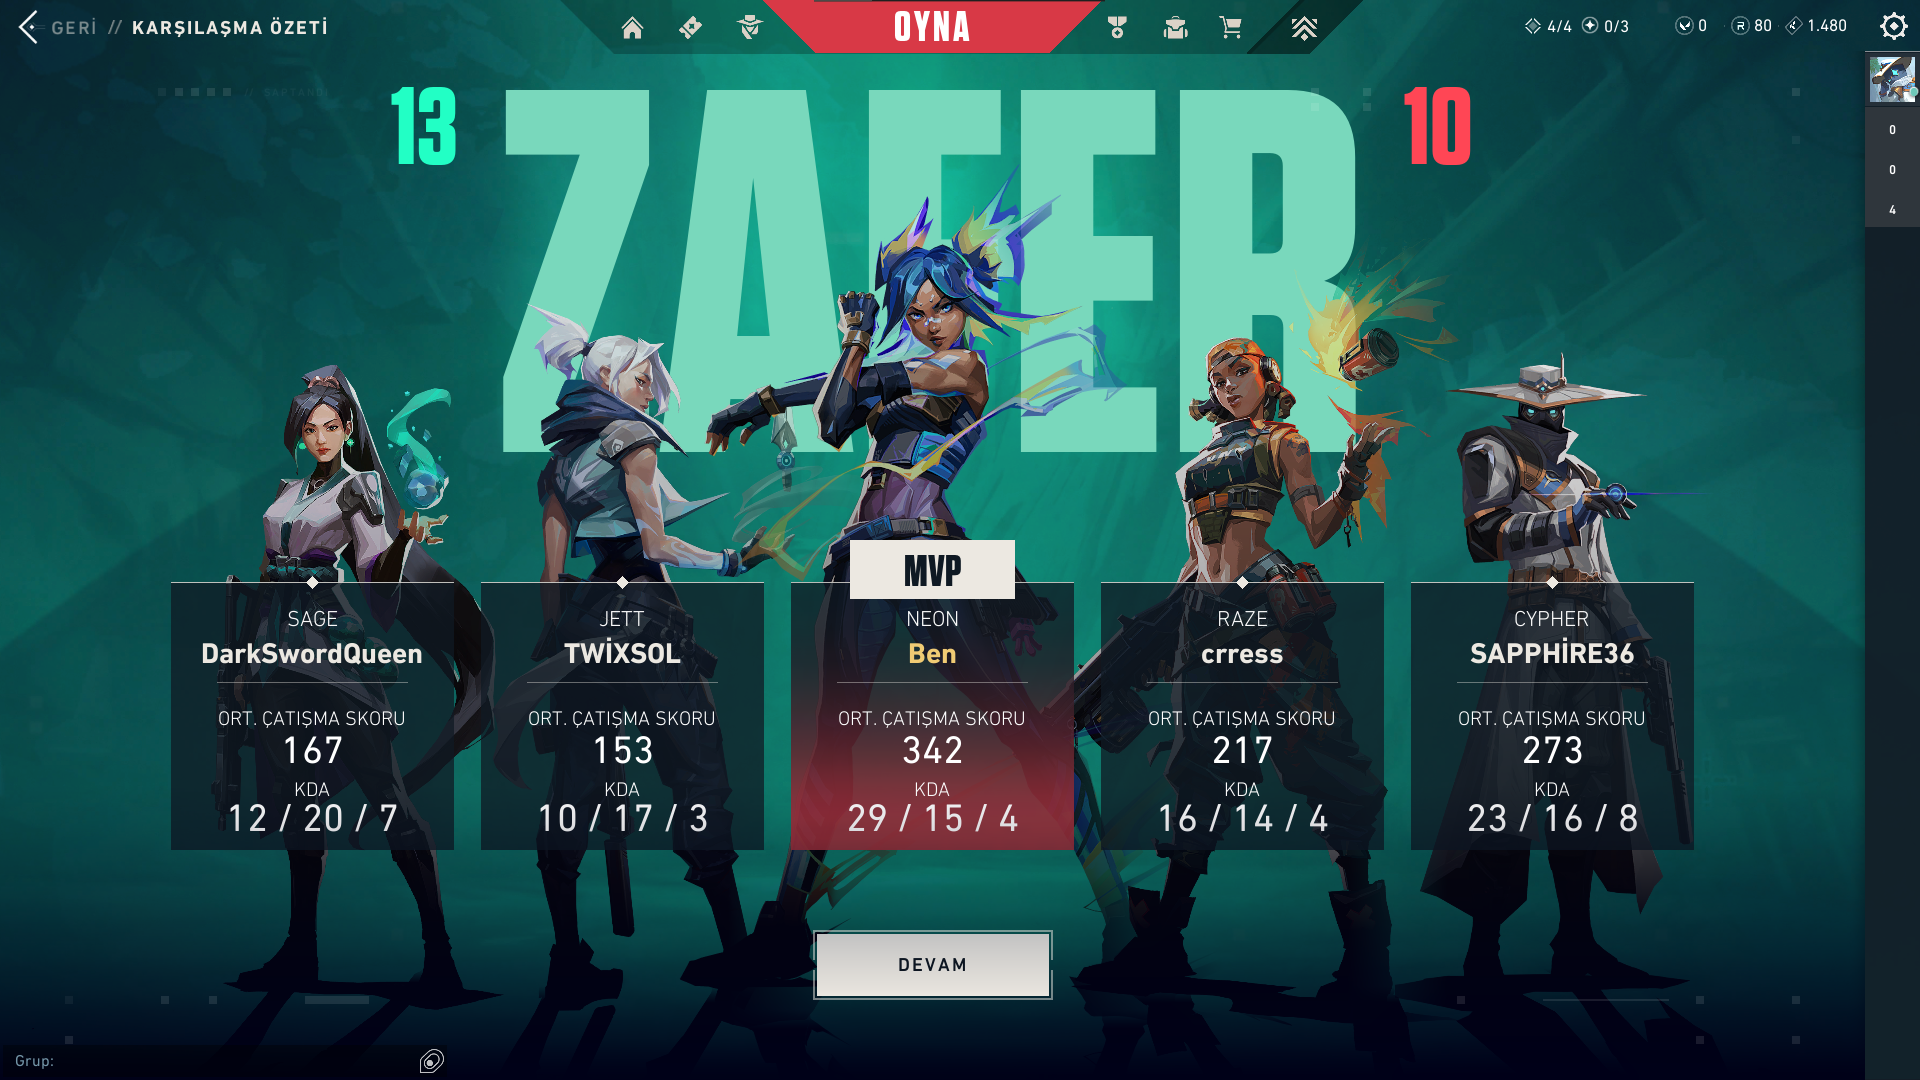 GERİ // KARŞILAŞMA ÖZETİ
OYNA
4/4 0/3 0 80 1.480
13 ZAFER 10
0
0
4
MVP
SAGE
DarkSwordQueen
ORT. ÇATIŞMA SKORU
167
KDA
12 / 20 / 7
JETT
TWİXSOL
ORT. ÇATIŞMA SKORU
153
KDA
10 / 17 / 3
NEON
Ben
ORT. ÇATIŞMA SKORU
342
KDA
29 / 15 / 4
RAZE
crress
ORT. ÇATIŞMA SKORU
217
KDA
16 / 14 / 4
CYPHER
SAPPHİRE36
ORT. ÇATIŞMA SKORU
273
KDA
23 / 16 / 8
DEVAM
Grup: